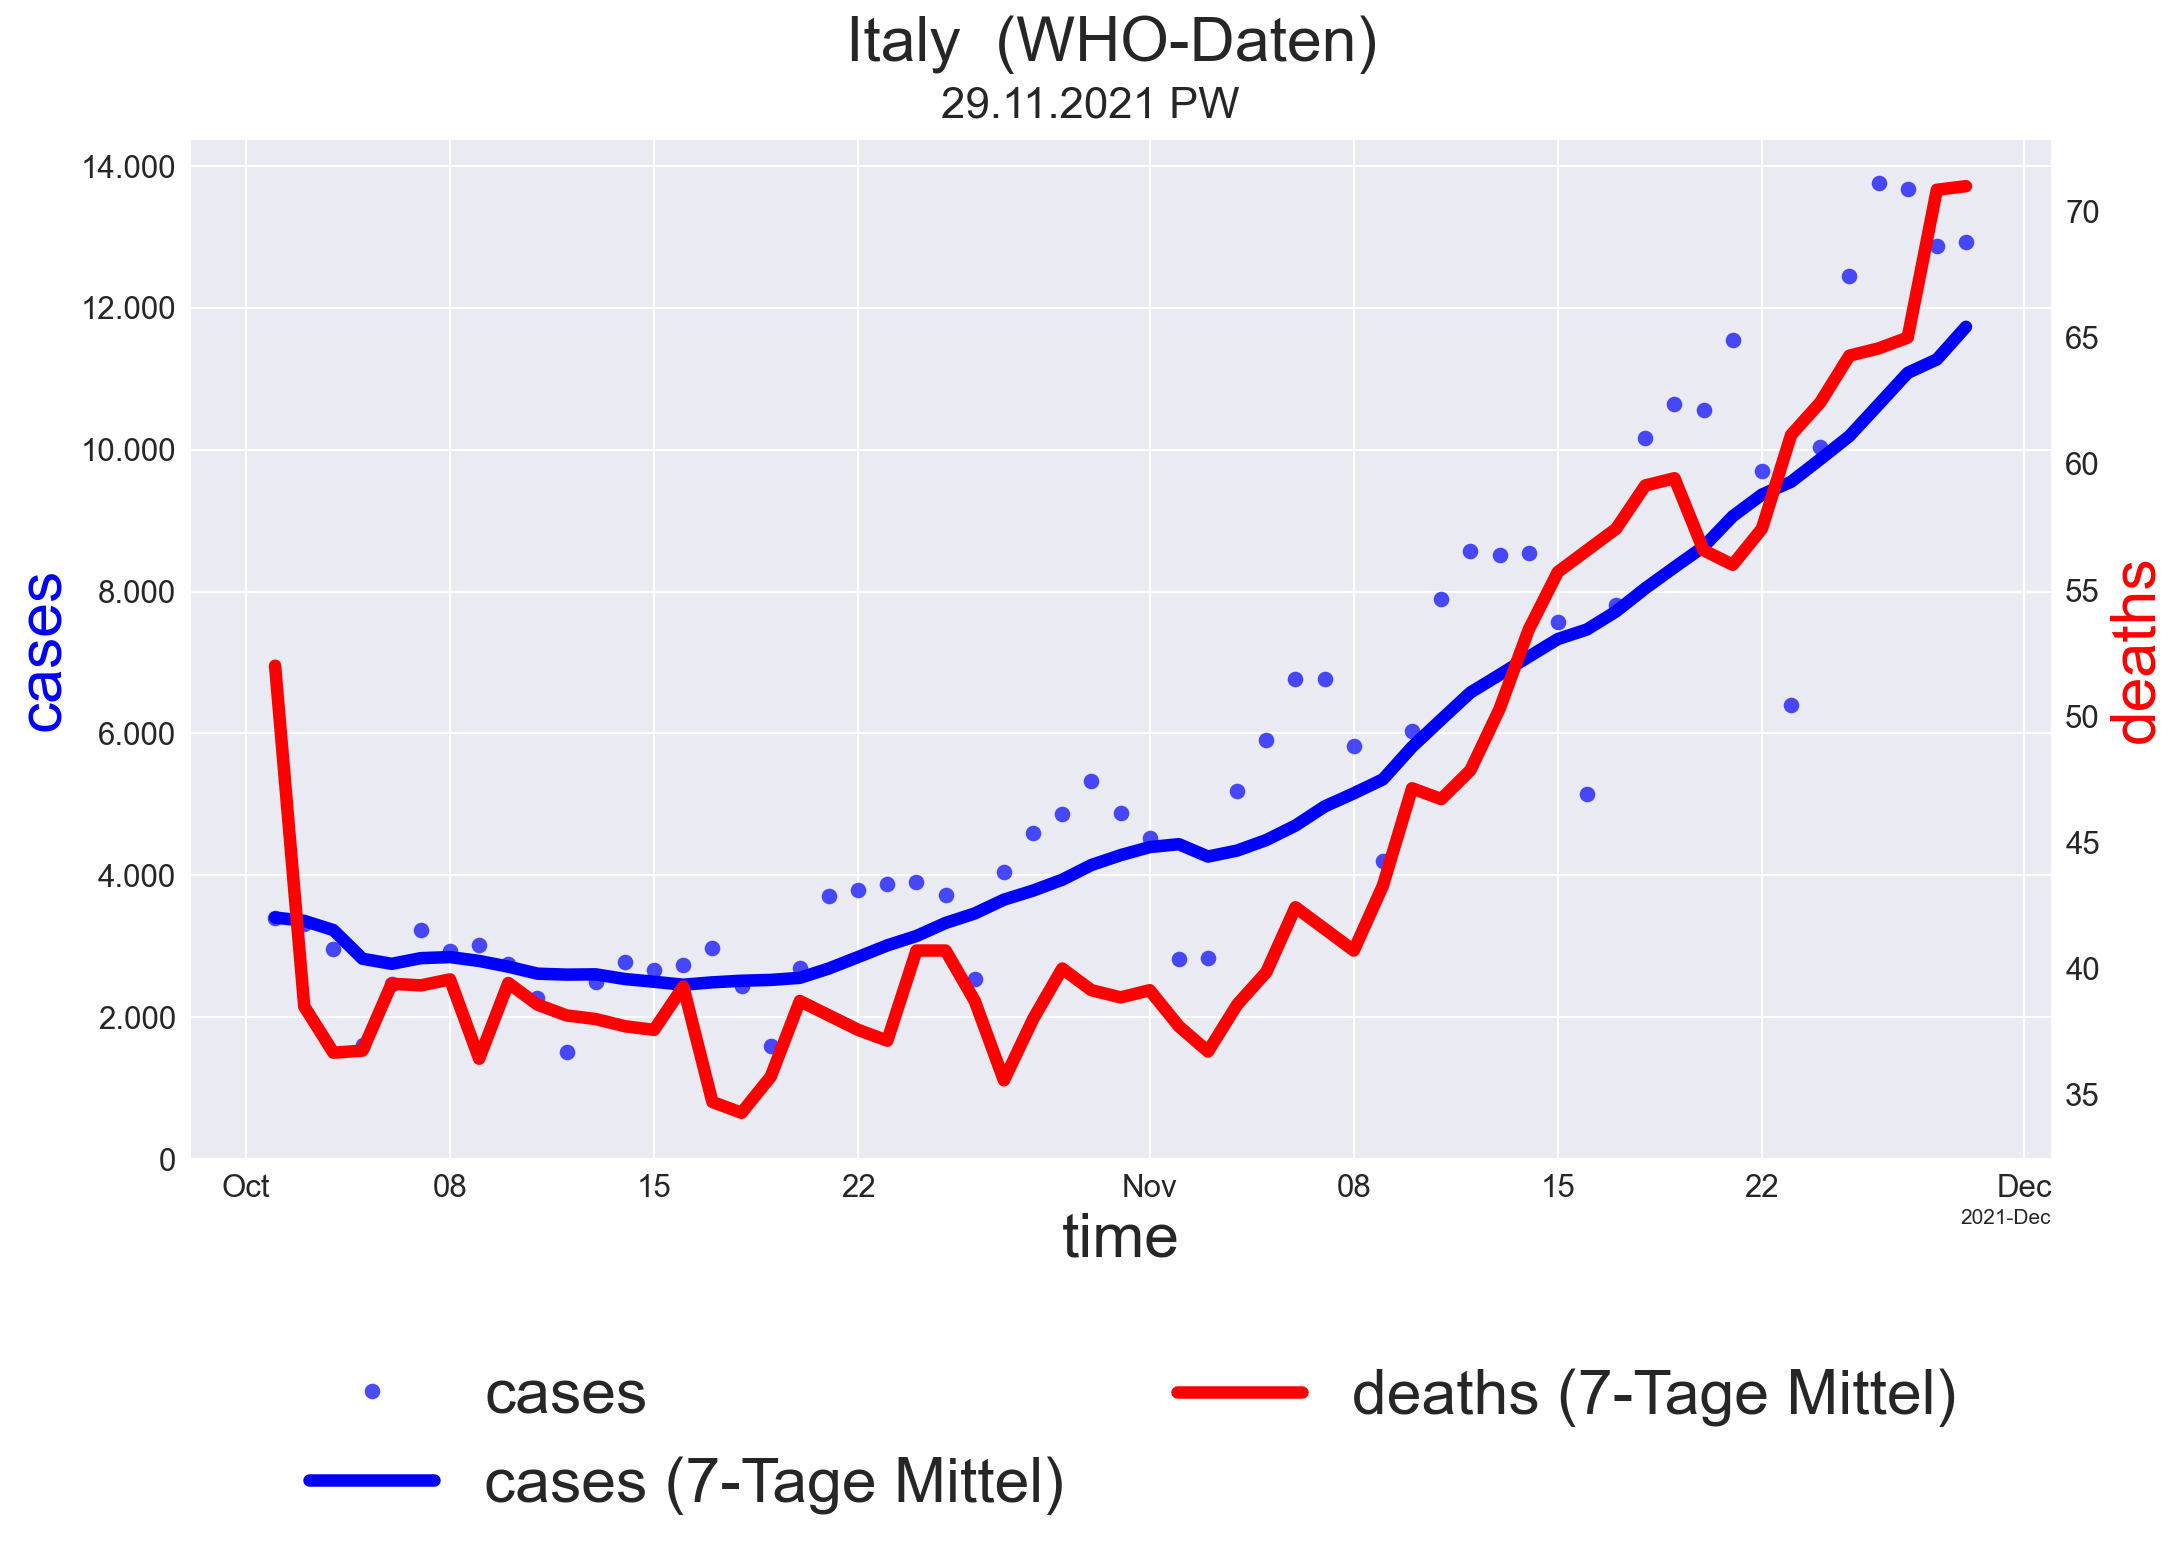 Italy  (WHO-Daten)
29.11.2021 PW
14.000
12.000
10.000
8.000
6.000
4.000
2.000
0
cases
70
65
60
55
50
45
40
35
deaths
Oct 08 15 22 Nov 08 15 22 Dec
2021-Dec
time
cases
cases (7-Tage Mittel)
deaths (7-Tage Mittel)